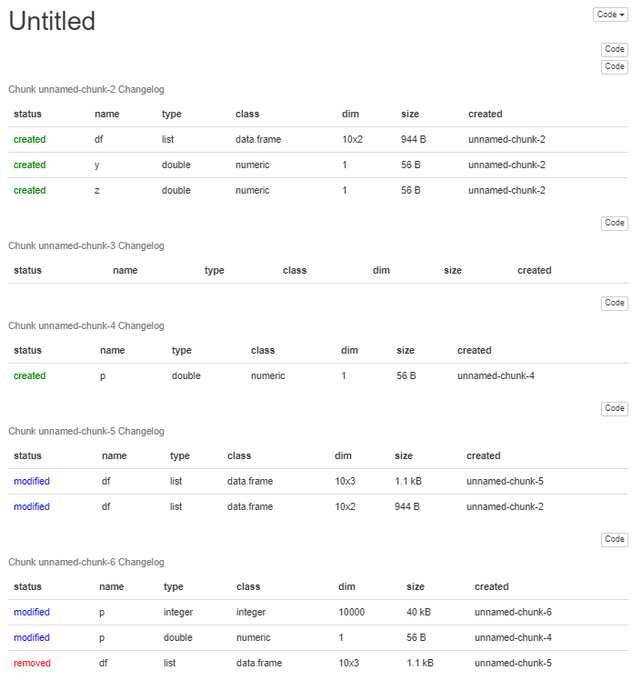 Untitled
Code
Code
Code
Chunk unnamed-chunk-2 Changelog
status name type class dim size created
created df list data.frame 10x2 944 B unnamed-chunk-2
created y double numeric 1 56 B unnamed-chunk-2
created z double numeric 1 56 B unnamed-chunk-2
Code
Chunk unnamed-chunk-3 Changelog
status name type class dim size created
Code
Chunk unnamed-chunk-4 Changelog
status name type class dim size created
created p double numeric 1 56 B unnamed-chunk-4
Code
Chunk unnamed-chunk-5 Changelog
status name type class dim size created
modified df list data.frame 10x3 1.1 kB unnamed-chunk-5
modified df list data.frame 10x2 944 B unnamed-chunk-2
Code
Chunk unnamed-chunk-6 Changelog
status name type class dim size created
modified p integer integer 10000 40 kB unnamed-chunk-6
modified p double numeric 1 56 B unnamed-chunk-4
removed df list data.frame 10x3 1.1 kB unnamed-chunk-5